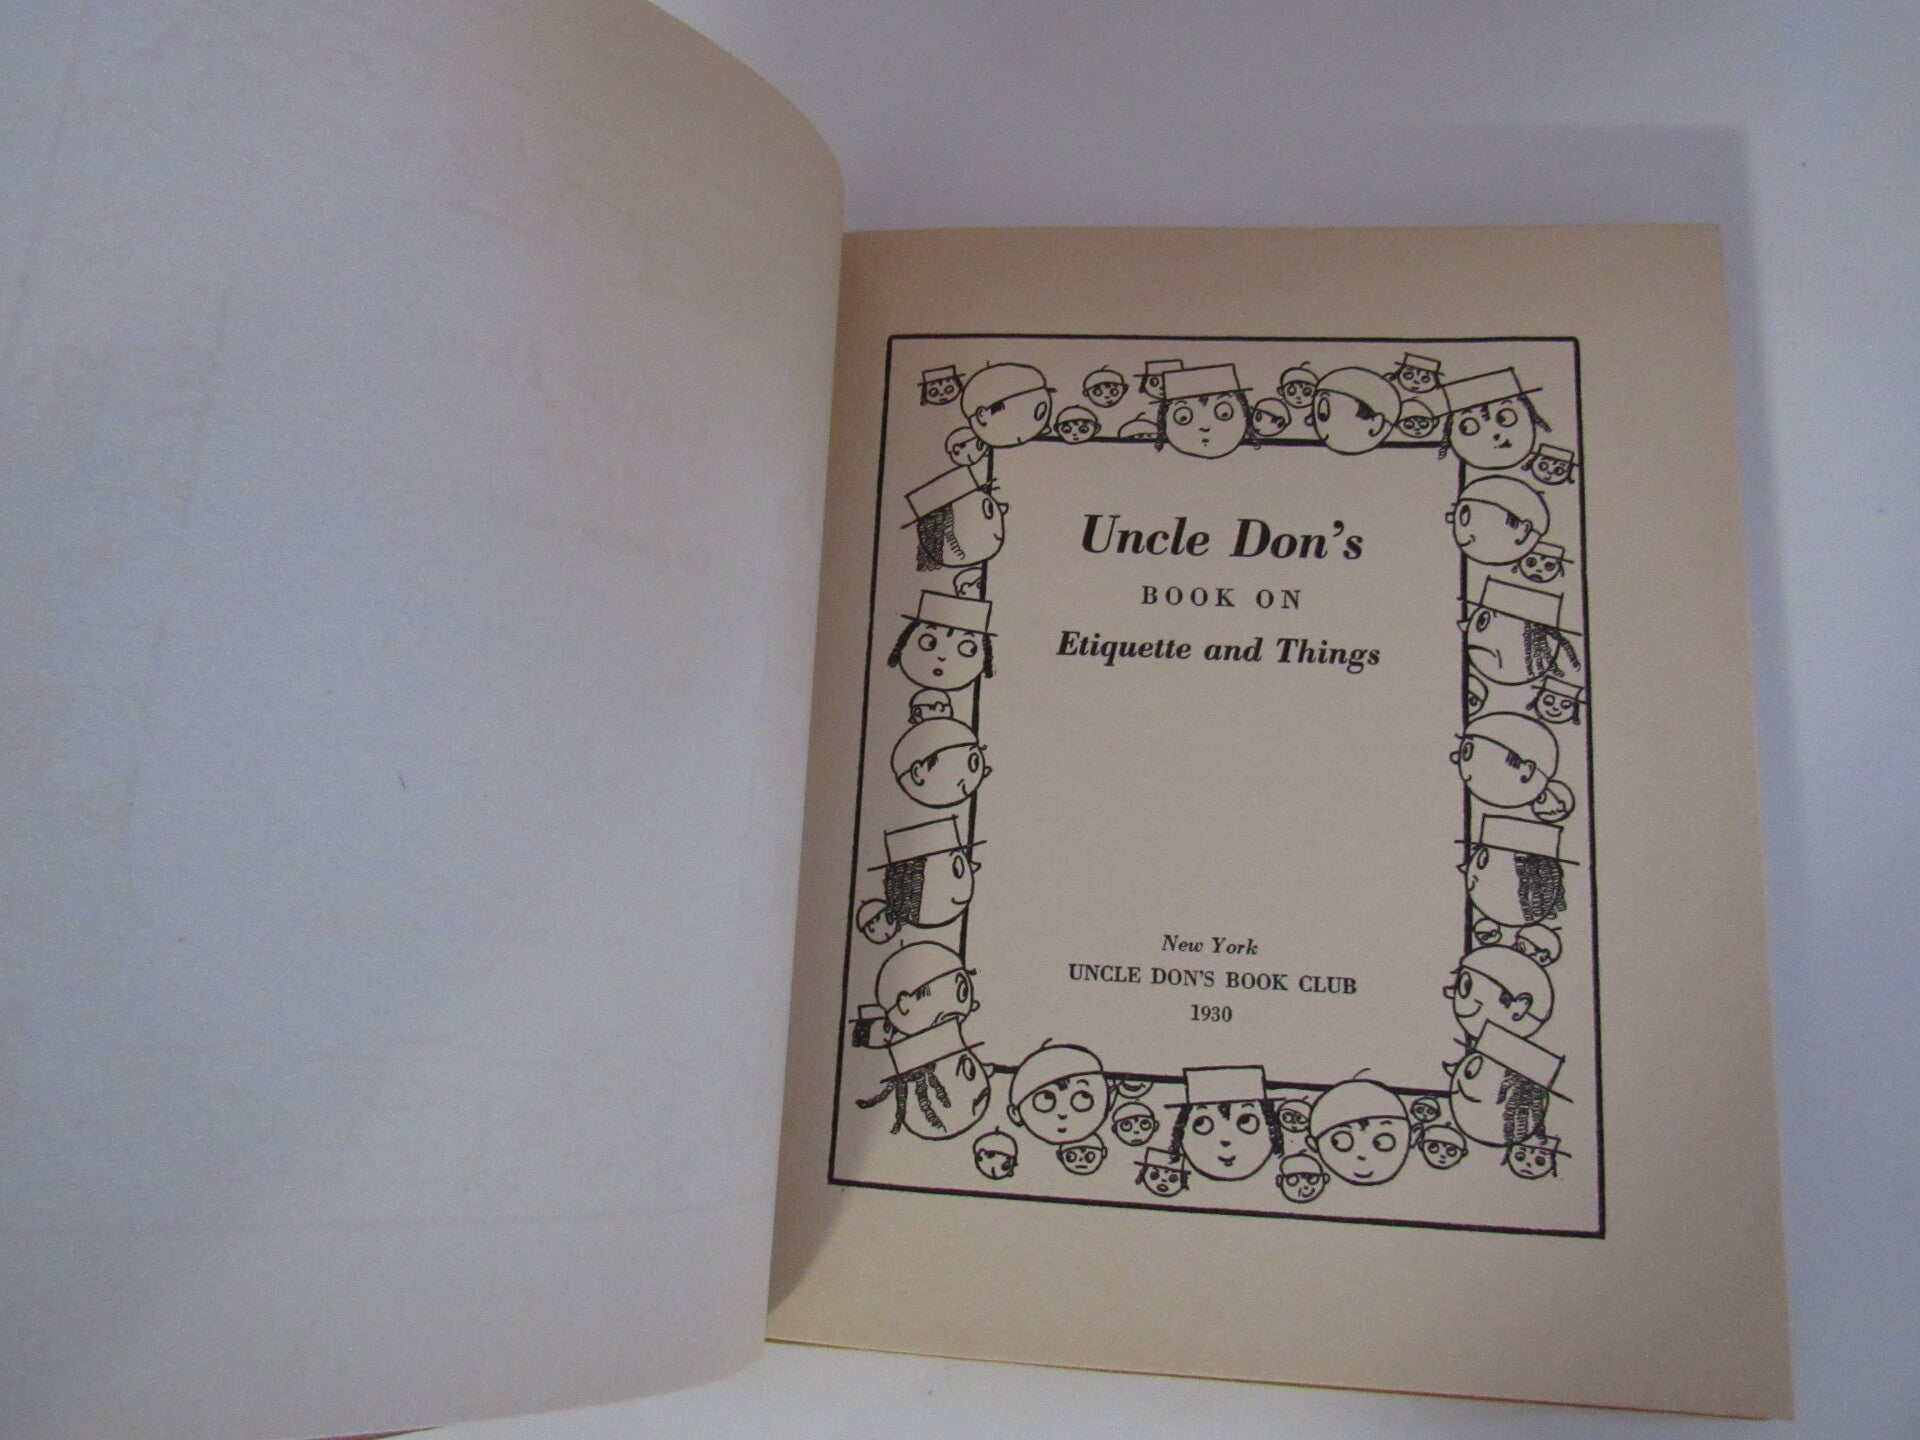 Uncle Don's
BOOK ON
Etiquette and Things
New York
UNCLE DON'S BOOK CLUB
1930